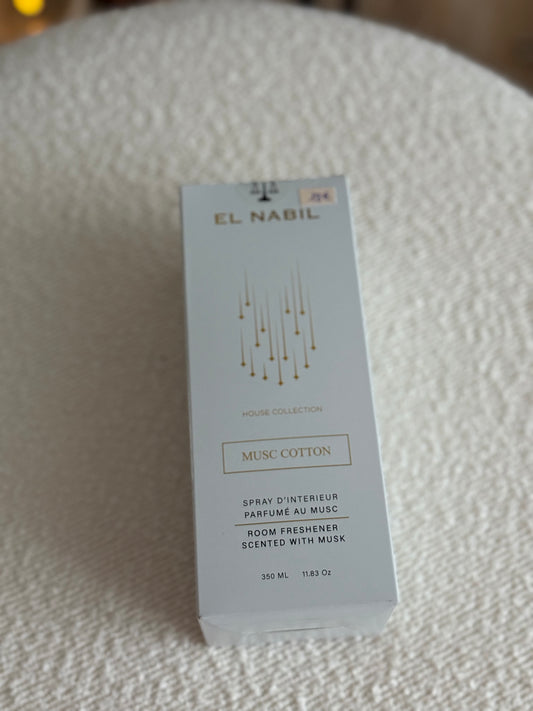 EL NABIL
HOUSE COLLECTION
MUSC COTTON
SPRAY D'INTERIEUR
PARFUMÉ AU MUSC
ROOM FRESHENER
SCENTED WITH MUSK
350 ML 11.83 Oz